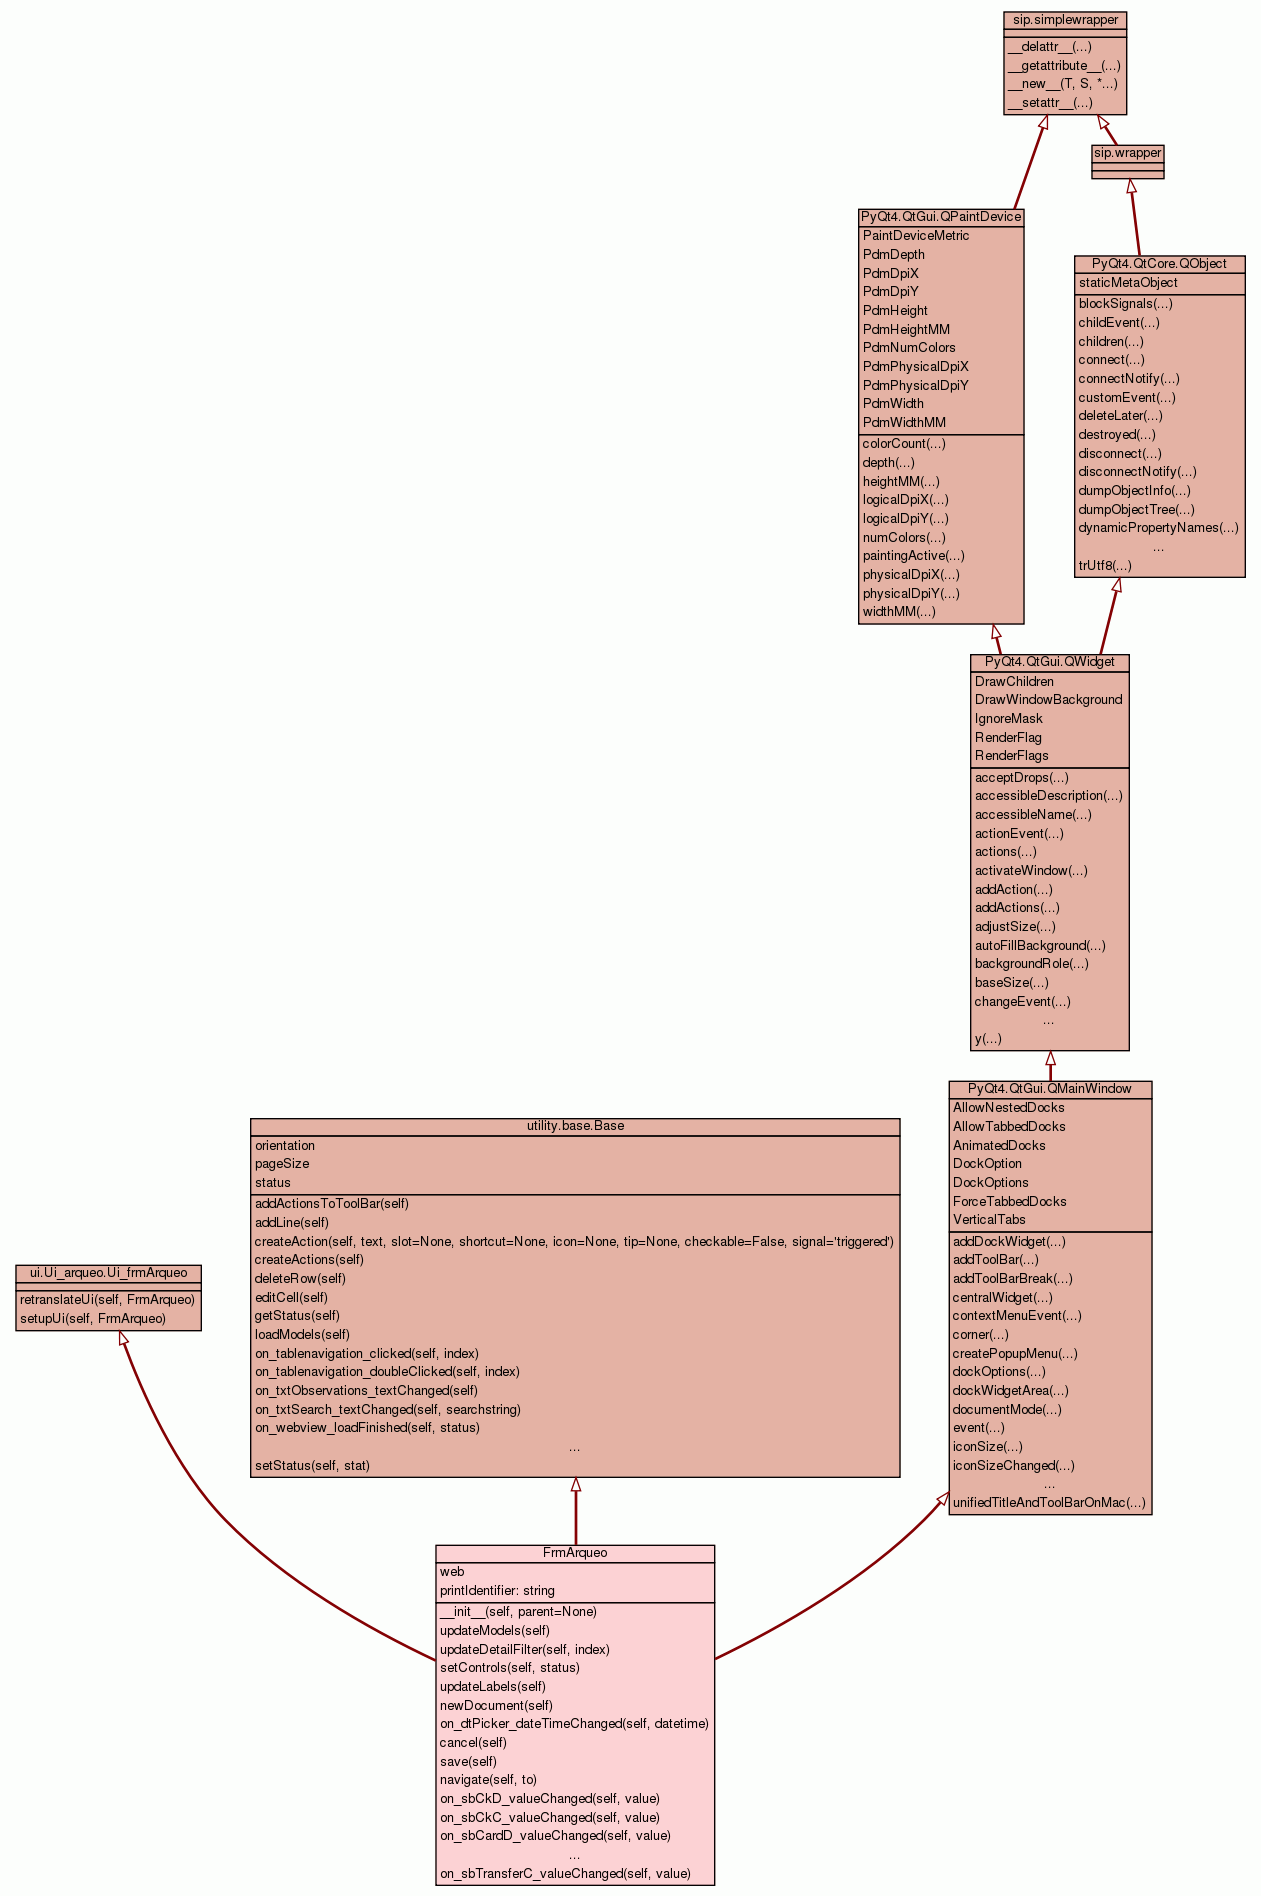 sip.simplewrapper
__delattr__(...)
__getattribute__(...)
__new__(T, S, *...)
__setattr__(...)
sip.wrapper
PyQt4.QtGui.QPaintDevice
PaintDeviceMetric
PdmDepth
PdmDpiX
PdmDpiY
PdmHeight
PdmHeightMM
PdmNumColors
PdmPhysicalDpiX
PdmPhysicalDpiY
PdmWidth
PdmWidthMM
colorCount(...)
depth(...)
heightMM(...)
logicalDpiX(...)
logicalDpiY(...)
numColors(...)
paintingActive(...)
physicalDpiX(...)
physicalDpiY(...)
widthMM(...)
PyQt4.QtCore.QObject
staticMetaObject
blockSignals(...)
childEvent(...)
children(...)
connect(...)
connectNotify(...)
customEvent(...)
deleteLater(...)
destroyed(...)
disconnect(...)
disconnectNotify(...)
dumpObjectInfo(...)
dumpObjectTree(...)
dynamicPropertyNames(...)
...
trUtf8(...)
PyQt4.QtGui.QWidget
DrawChildren
DrawWindowBackground
IgnoreMask
RenderFlag
RenderFlags
acceptDrops(...)
accessibleDescription(...)
accessibleName(...)
actionEvent(...)
actions(...)
activateWindow(...)
addAction(...)
addActions(...)
adjustSize(...)
autoFillBackground(...)
backgroundRole(...)
baseSize(...)
changeEvent(...)
...
y(...)
PyQt4.QtGui.QMainWindow
AllowNestedDocks
AllowTabbedDocks
AnimatedDocks
DockOption
DockOptions
ForceTabbedDocks
VerticalTabs
addDockWidget(...)
addToolBar(...)
addToolBarBreak(...)
centralWidget(...)
contextMenuEvent(...)
corner(...)
createPopupMenu(...)
dockOptions(...)
dockWidgetArea(...)
documentMode(...)
event(...)
iconSize(...)
iconSizeChanged(...)
...
unifiedTitleAndToolBarOnMac(...)
utility.base.Base
orientation
pageSize
status
addActionsToToolBar(self)
addLine(self)
createAction(self, text, slot=None, shortcut=None, icon=None, tip=None, checkable=False, signal='triggered')
createActions(self)
deleteRow(self)
editCell(self)
getStatus(self)
loadModels(self)
on_tablenavigation_clicked(self, index)
on_tablenavigation_doubleClicked(self, index)
on_txtObservations_textChanged(self)
on_txtSearch_textChanged(self, searchstring)
on_webview_loadFinished(self, status)
...
setStatus(self, stat)
ui.Ui_arqueo.Ui_frmArqueo
retranslateUi(self, FrmArqueo)
setupUi(self, FrmArqueo)
FrmArqueo
web
printIdentifier: string
__init__(self, parent=None)
updateModels(self)
updateDetailFilter(self, index)
setControls(self, status)
updateLabels(self)
newDocument(self)
on_dtPicker_dateTimeChanged(self, datetime)
cancel(self)
save(self)
navigate(self, to)
on_sbCkD_valueChanged(self, value)
on_sbCkC_valueChanged(self, value)
on_sbCardD_valueChanged(self, value)
...
on_sbTransferC_valueChanged(self, value)